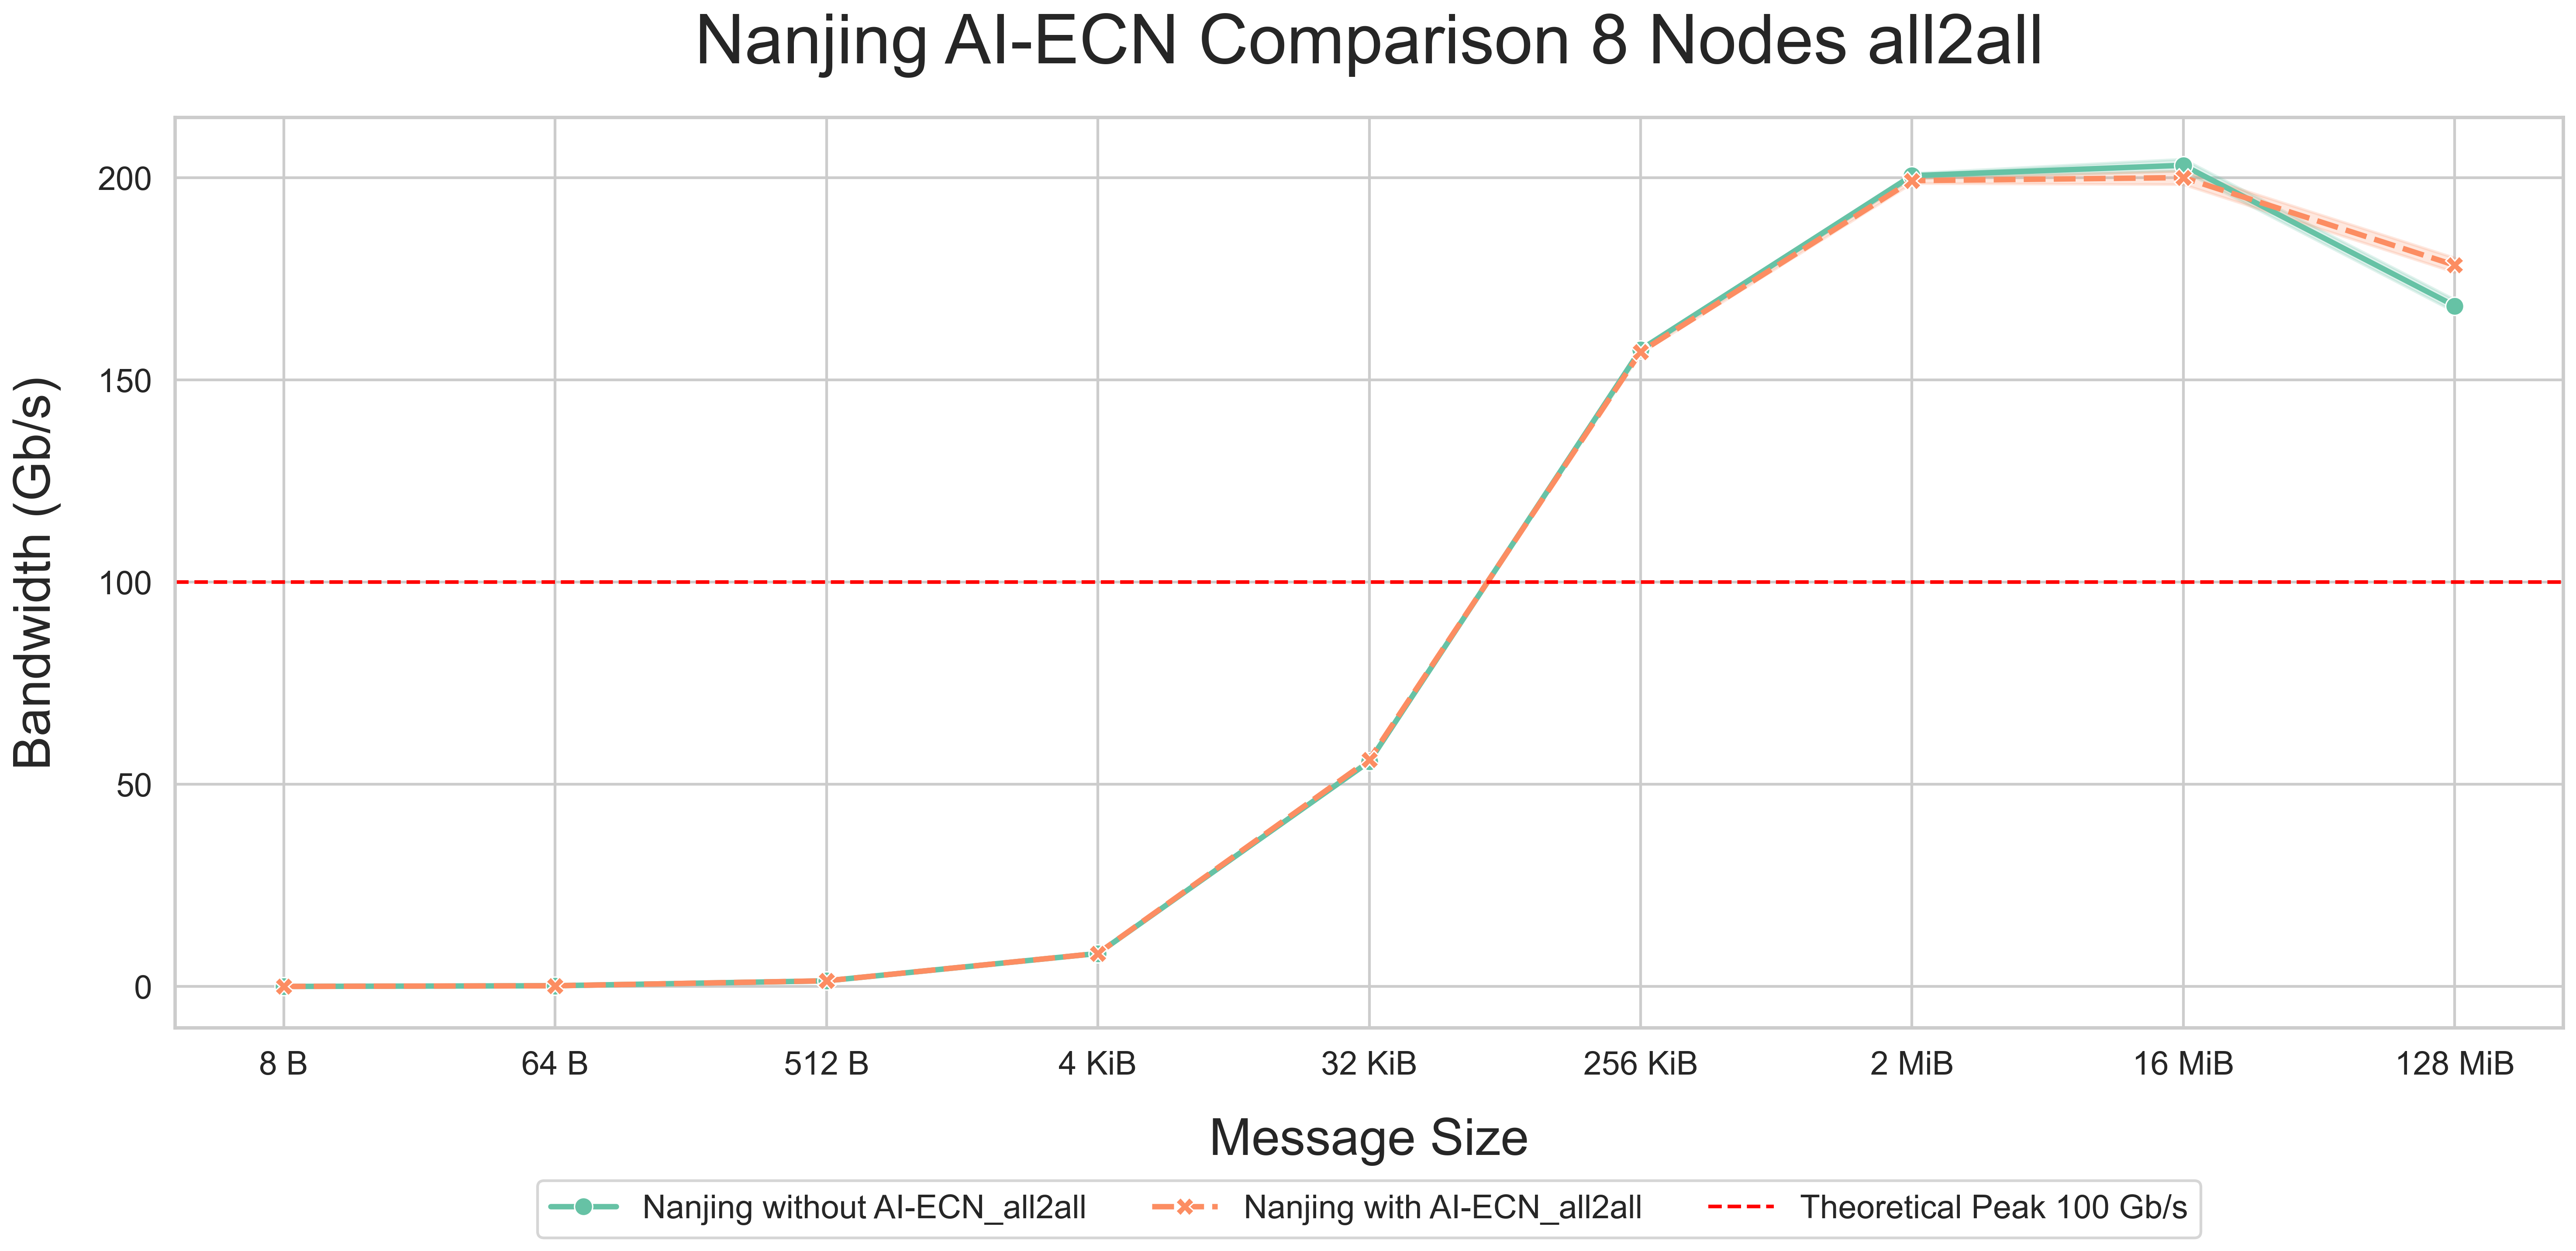 Nanjing AI-ECN Comparison 8 Nodes all2all
Bandwidth (Gb/s)
200
150
100
50
0
8 B 64 B 512 B 4 KiB 32 KiB 256 KiB 2 MiB 16 MiB 128 MiB
Message Size
Nanjing without AI-ECN_all2all Nanjing with AI-ECN_all2all Theoretical Peak 100 Gb/s